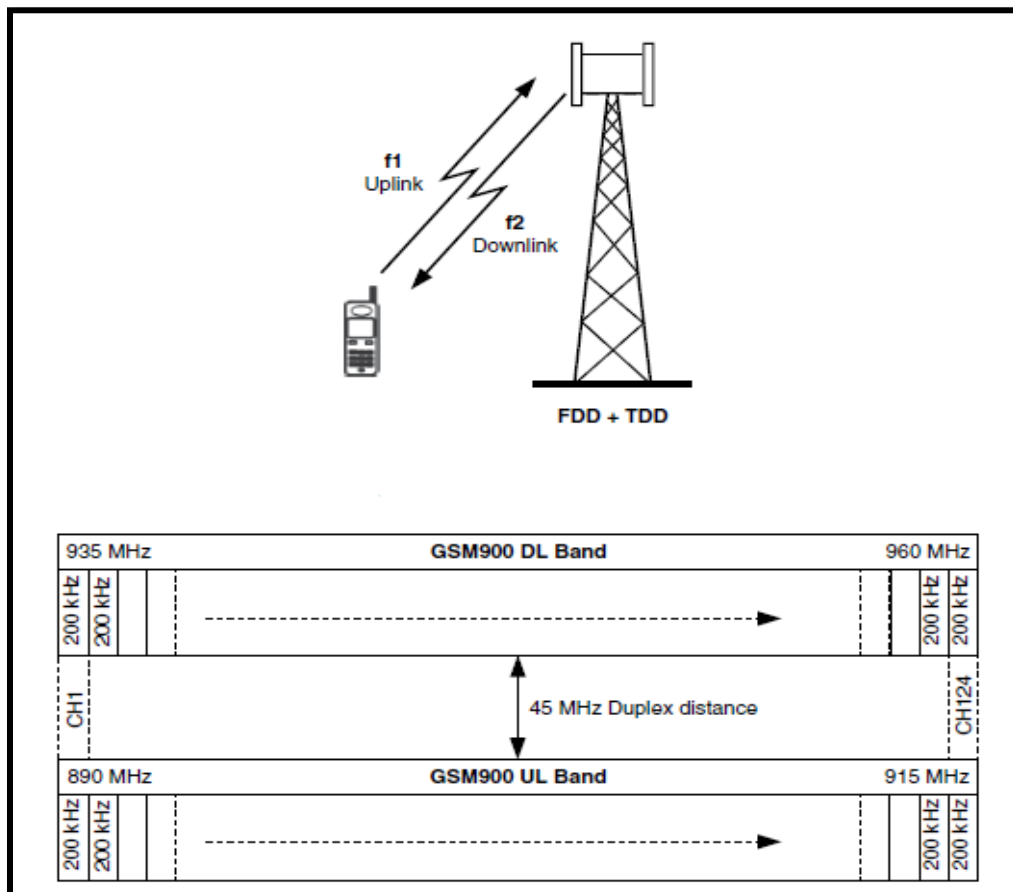 f1
Uplink
f2
Downlink
FDD + TDD
935 MHz GSM900 DL Band 960 MHz
200 kHz 200 kHz 200 kHz 200 kHz
CH1 45 MHz Duplex distance CH124
890 MHz GSM900 UL Band 915 MHz
200 kHz 200 kHz 200 kHz 200 kHz